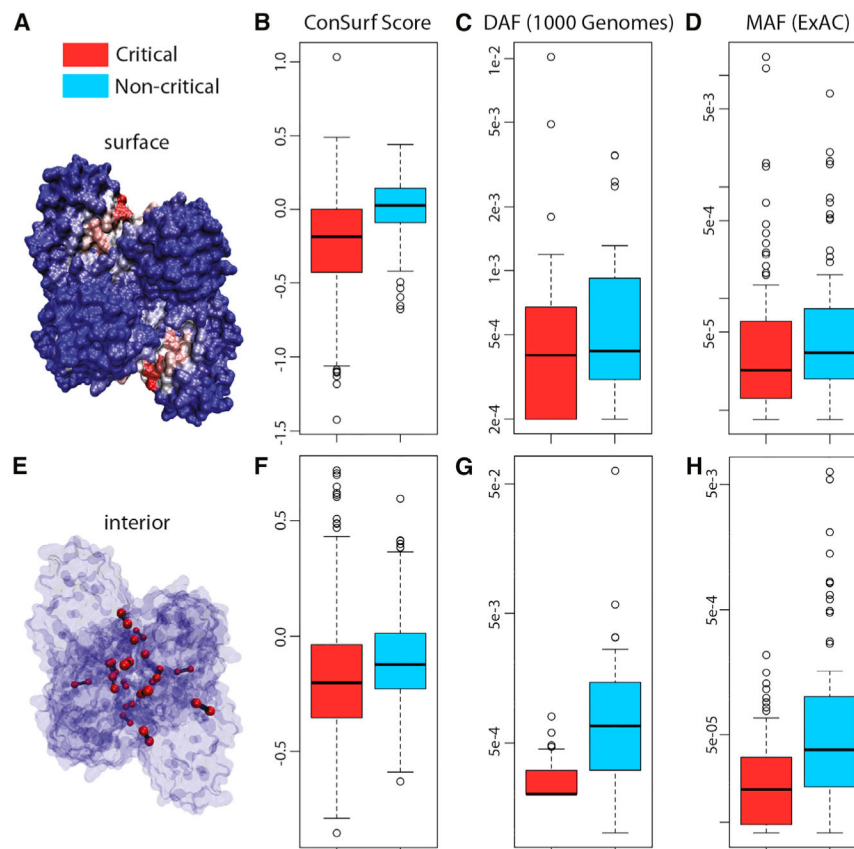 A
Critical
Non-critical
surface
B ConSurf Score
1.0
0.5
0.0
-0.5
-1.0
-1.5
C DAF (1000 Genomes)
1e-2
5e-3
2e-3
1e-3
5e-4
2e-4
D MAF (ExAC)
5e-3
5e-4
5e-5
E
interior
F
0.5
0.0
-0.5
G
5e-2
5e-3
5e-4
H
5e-3
5e-4
5e-05